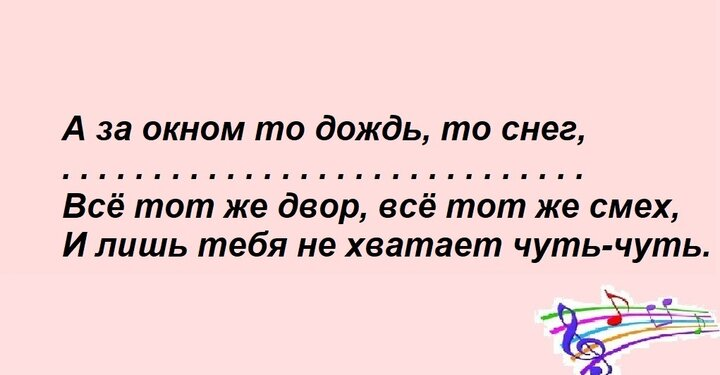 А за окном то дождь, то снег,
. . . . . . . . . . . . . . . . . . . . . . . . . . . . .
Всё тот же двор, всё тот же смех,
И лишь тебя не хватает чуть-чуть.